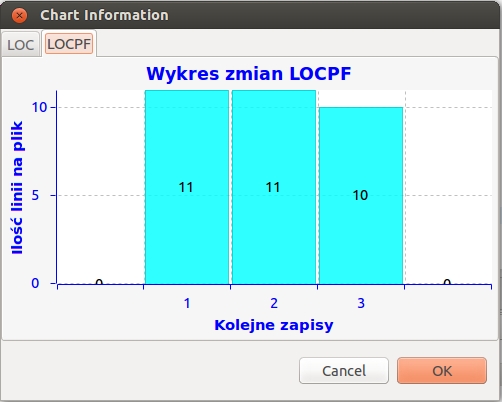 Chart Information
LOC LOCPF
Wykres zmian LOCPF
Ilość linii na plik
10
5
0
0 11 11 10 0
1 2 3
Kolejne zapisy
Cancel OK